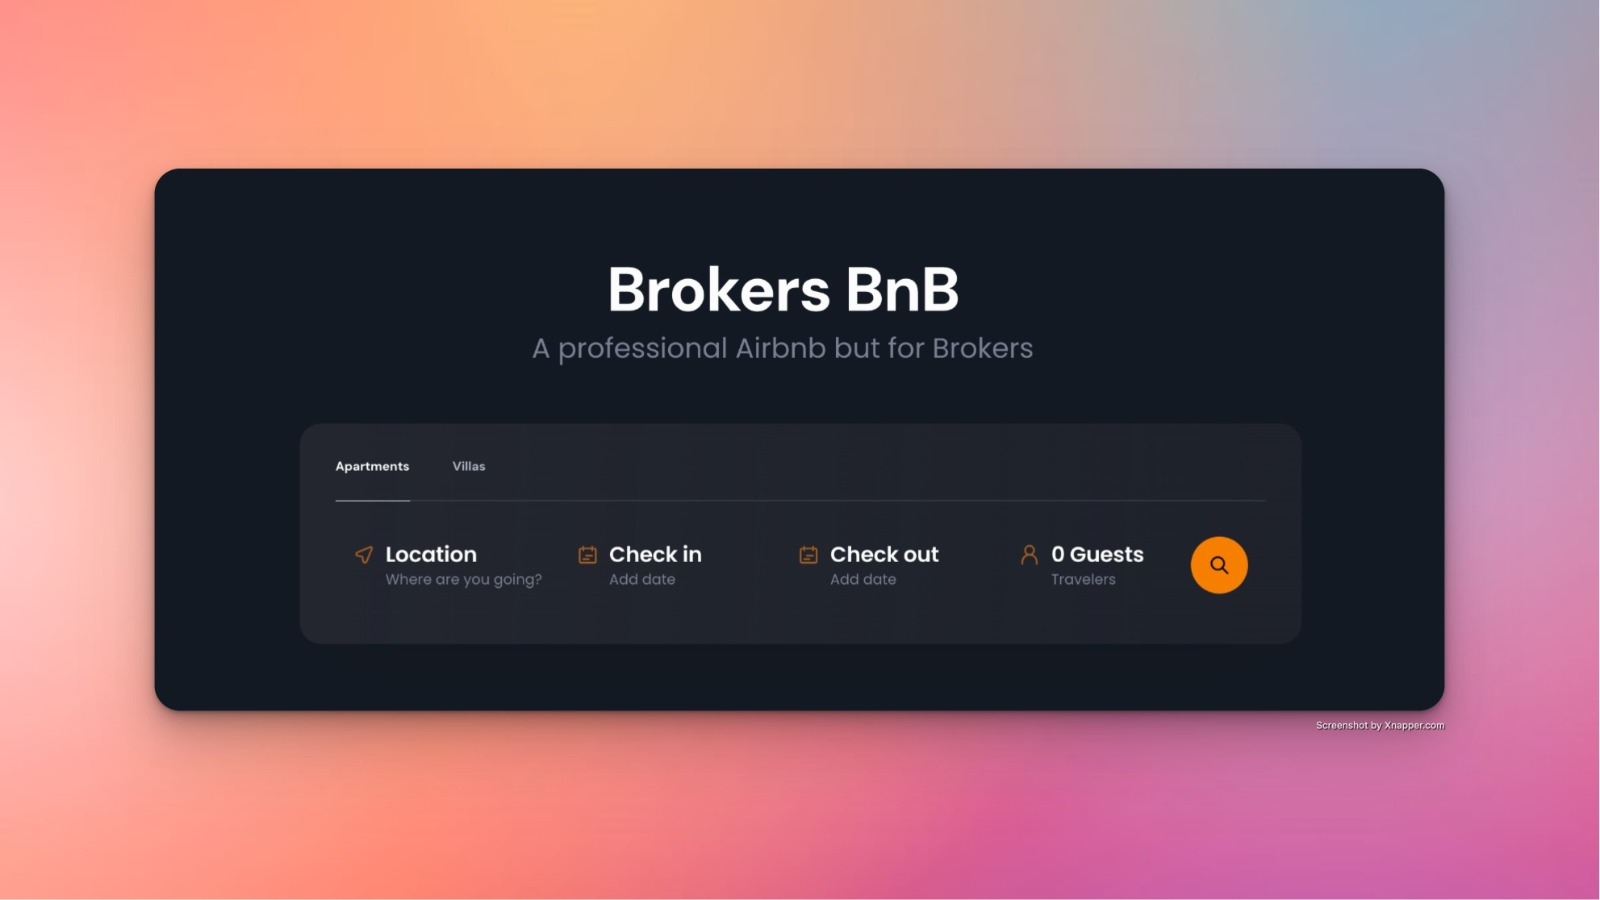 Brokers BnB
A professional Airbnb but for Brokers
Apartments Villas
Location Check in Check out 0 Guests
Where are you going? Add date Add date Travelers
Screenshot by Xnapper.com